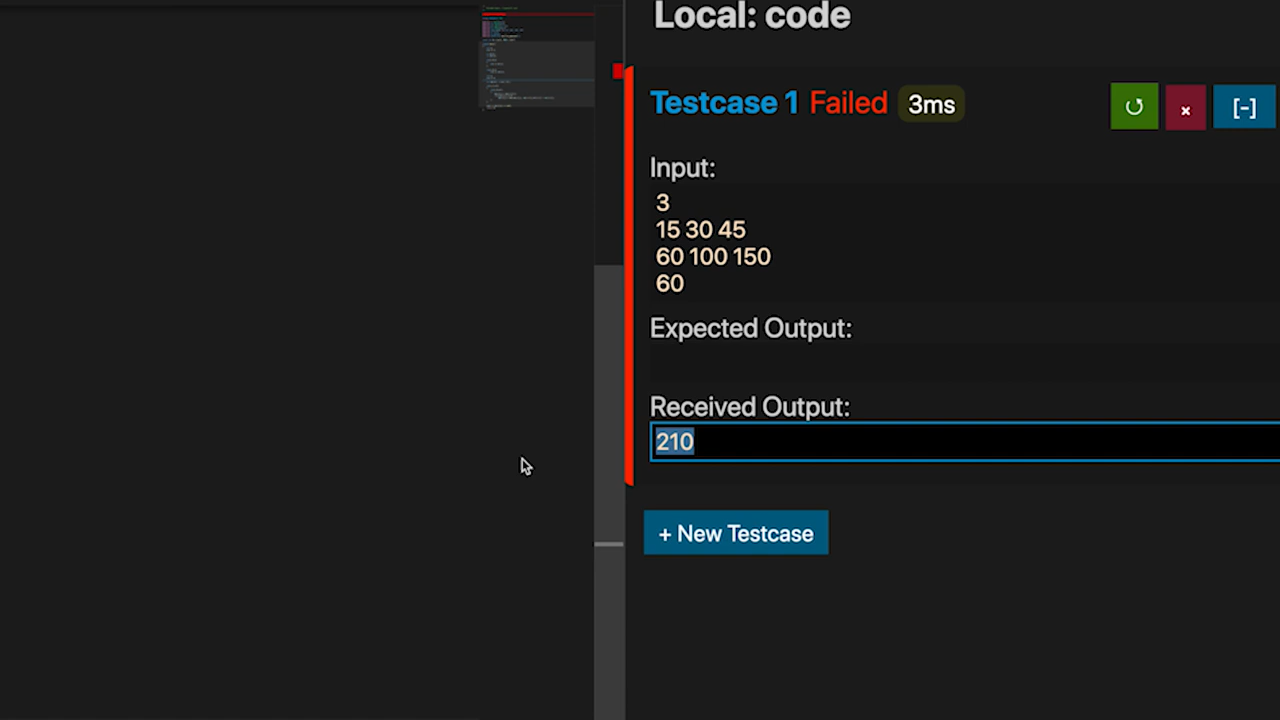 Local: code
Testcase 1 Failed 3ms
[-]
Input:
3
15 30 45
60 100 150
60
Expected Output:
Received Output:
210
+ New Testcase